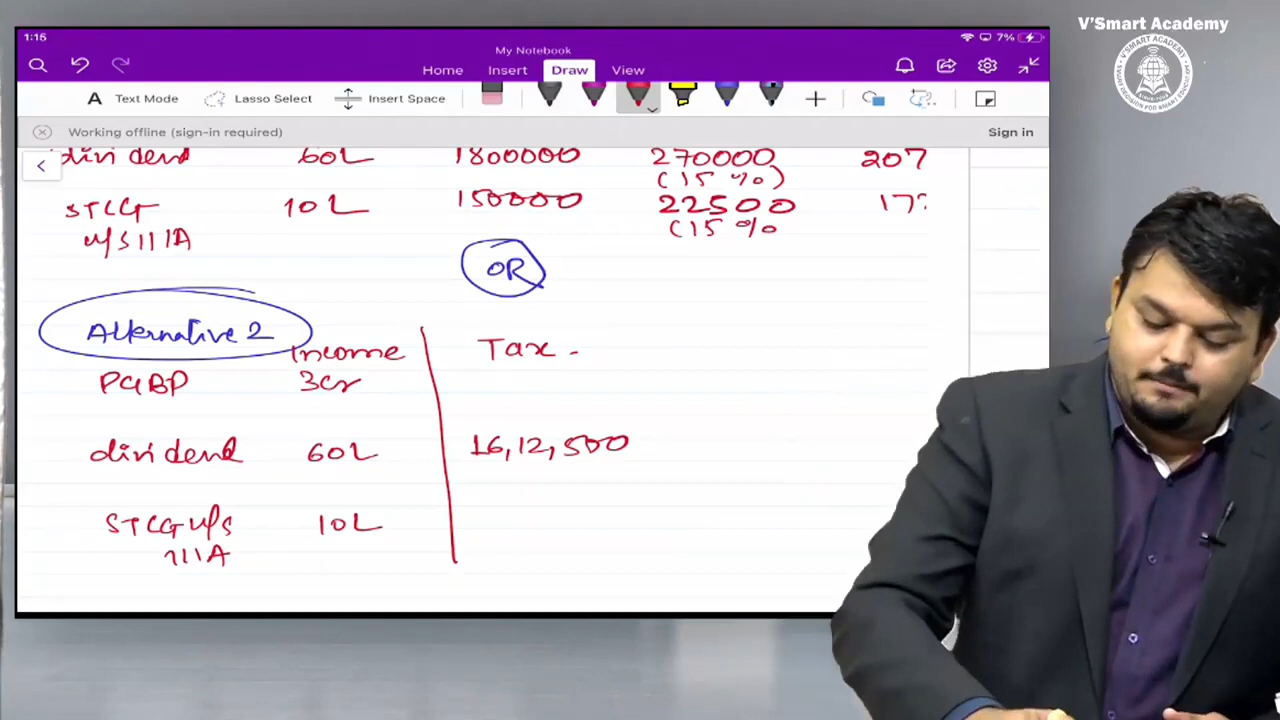 V'Smart Academy
1:15
7%
My Notebook
Home Insert Draw View
Text Mode Lasso Select Insert Space
Working offline (sign-in required) Sign in
dividend 60L 1800000 270000 207
(15 %)
STCG 10L 150000 22500 17
u/s 111A (15 %
OR
Alternative 2
Income Tax -
PGBP 3cr
dividend 60L 16,12,500
STCG u/s 10L
111A